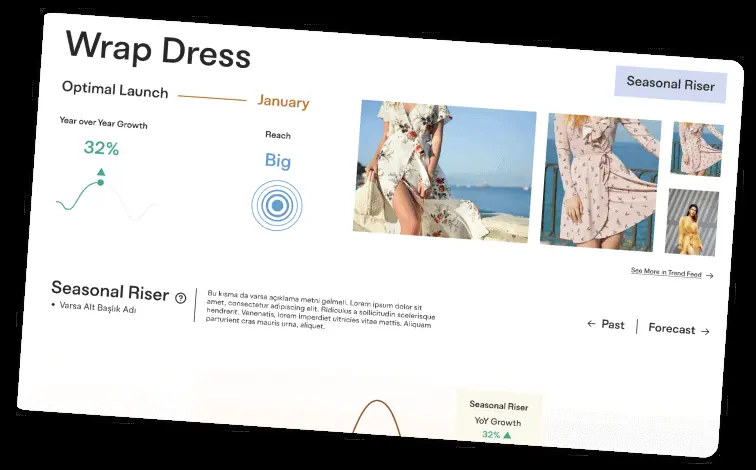 Wrap Dress
Seasonal Riser
Optimal Launch
January
Year over Year Growth
32%
Reach
Big
See More in Trend Feed →
Seasonal Riser ?
• Varsa Alt Başlık Adı
Bu kısma da varsa açıklama metni gelmeli. Lorem ipsum dolor sit
amet, consectetur adipiscing elit. Ridiculus a sollicitudin scelerisque
hendrerit. Venenatis, lorem imperdiet ultricies vitae mattis. Aliquam
parturient cras mauris urna, aliquet.
← Past
Forecast →
Seasonal Riser
YoY Growth
32% ▲